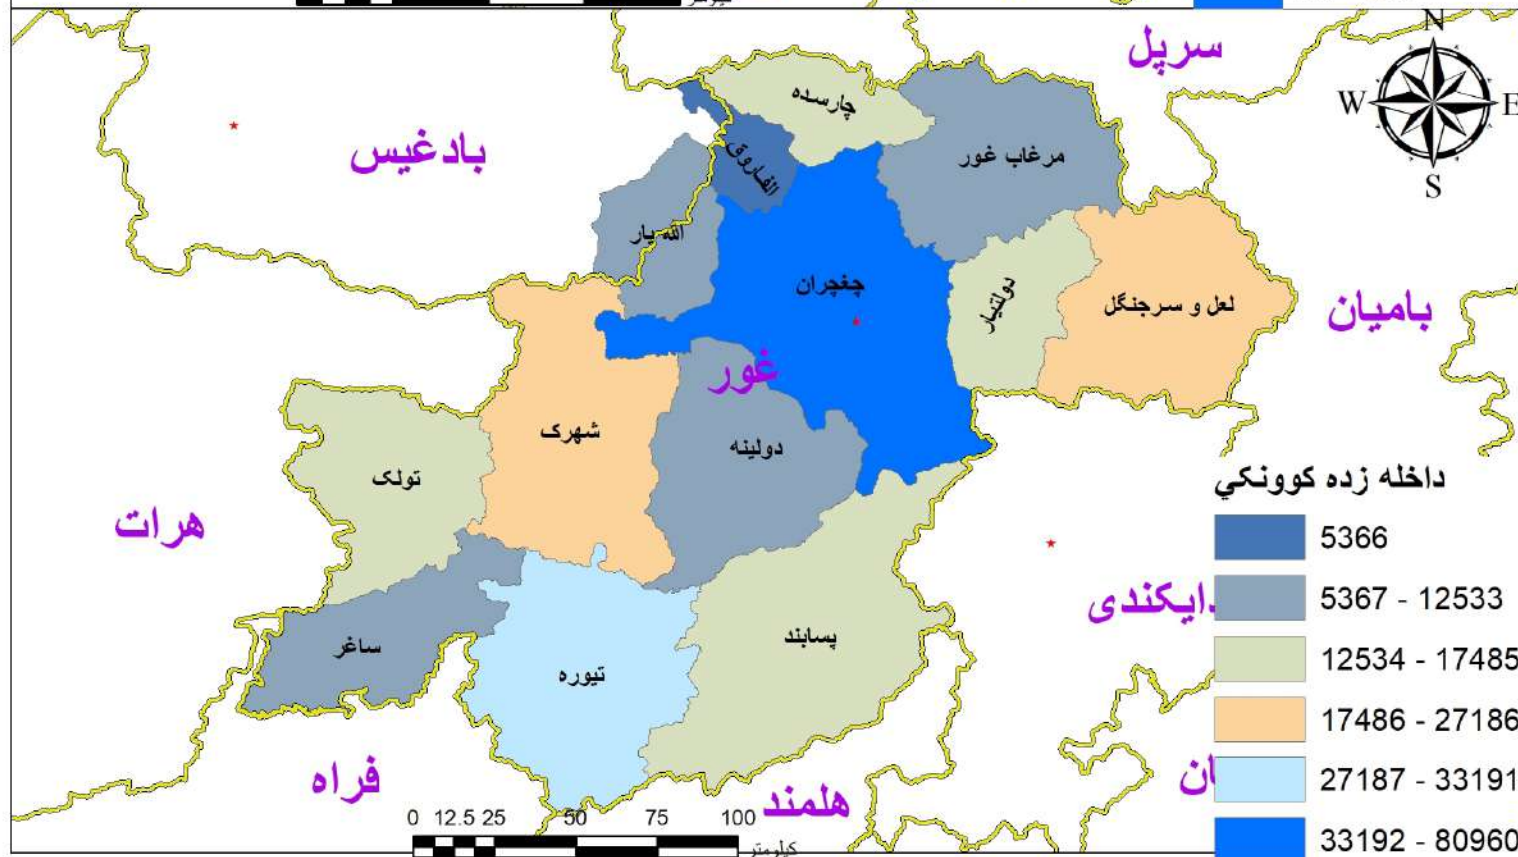 کیلومتر
سرپل
N
W
E
S
چارسده
مرغاب غور
بادغیس
الفاروق
الله یار
چغچران
دولتیار
لعل و سرجنگل
بامیان
غور
شهرک
دولینه
تولک
هرات
داخله زده کوونکي
5366
5367 - 12533
12534 - 17485
17486 - 27186
27187 - 33191
33192 - 80960
دایکندی
پسابند
ساغر
تیوره
فراه
هلمند
0 12.5 25 50 75 100
کیلومتر